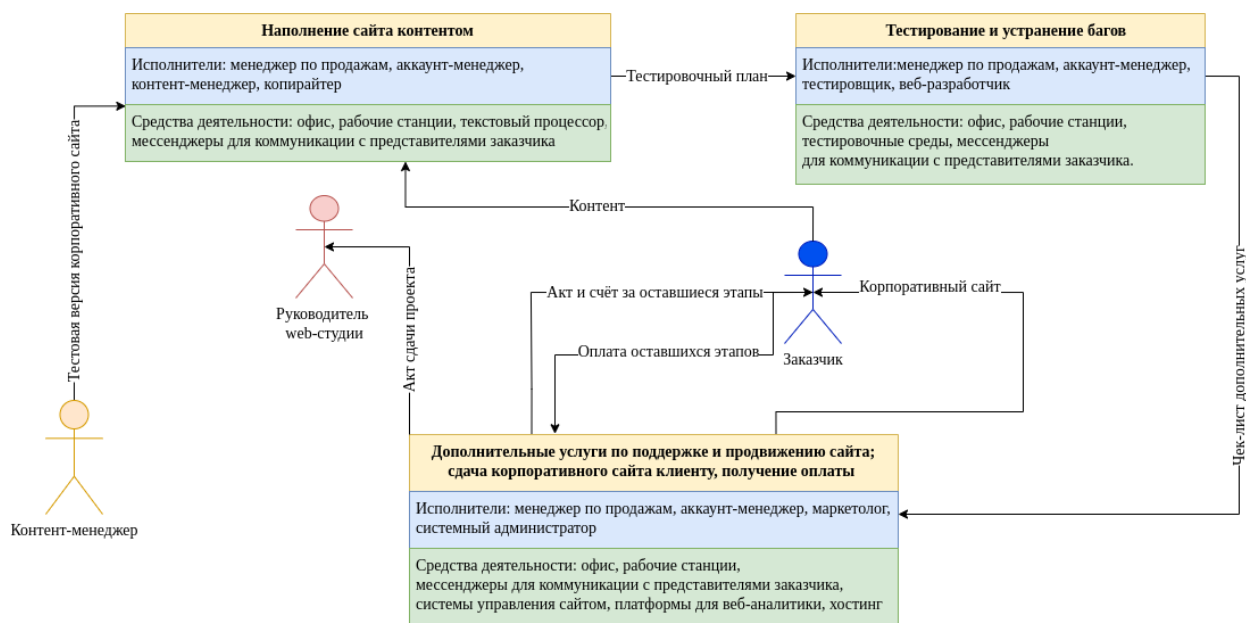 Наполнение сайта контентом
Исполнители: менеджер по продажам, аккаунт-менеджер,
контент-менеджер, копирайтер
Средства деятельности: офис, рабочие станции, текстовый процессор,
мессенджеры для коммуникации с представителями заказчика
Тестировочный план
Тестирование и устранение багов
Исполнители:менеджер по продажам, аккаунт-менеджер,
тестировщик, веб-разработчик
Средства деятельности: офис, рабочие станции,
тестировочные среды, мессенджеры
для коммуникации с представителями заказчика.
Тестовая версия корпоративного сайта
Контент
Руководитель
web-студии
Акт сдачи проекта
Акт и счёт за оставшиеся этапы
Корпоративный сайт
Оплата оставшихся этапов
Заказчик
Чек-лист дополнительных услуг
Контент-менеджер
Дополнительные услуги по поддержке и продвижению сайта;
сдача корпоративного сайта клиенту, получение оплаты
Исполнители: менеджер по продажам, аккаунт-менеджер, маркетолог,
системный администратор
Средства деятельности: офис, рабочие станции,
мессенджеры для коммуникации с представителями заказчика,
системы управления сайтом, платформы для веб-аналитики, хостинг